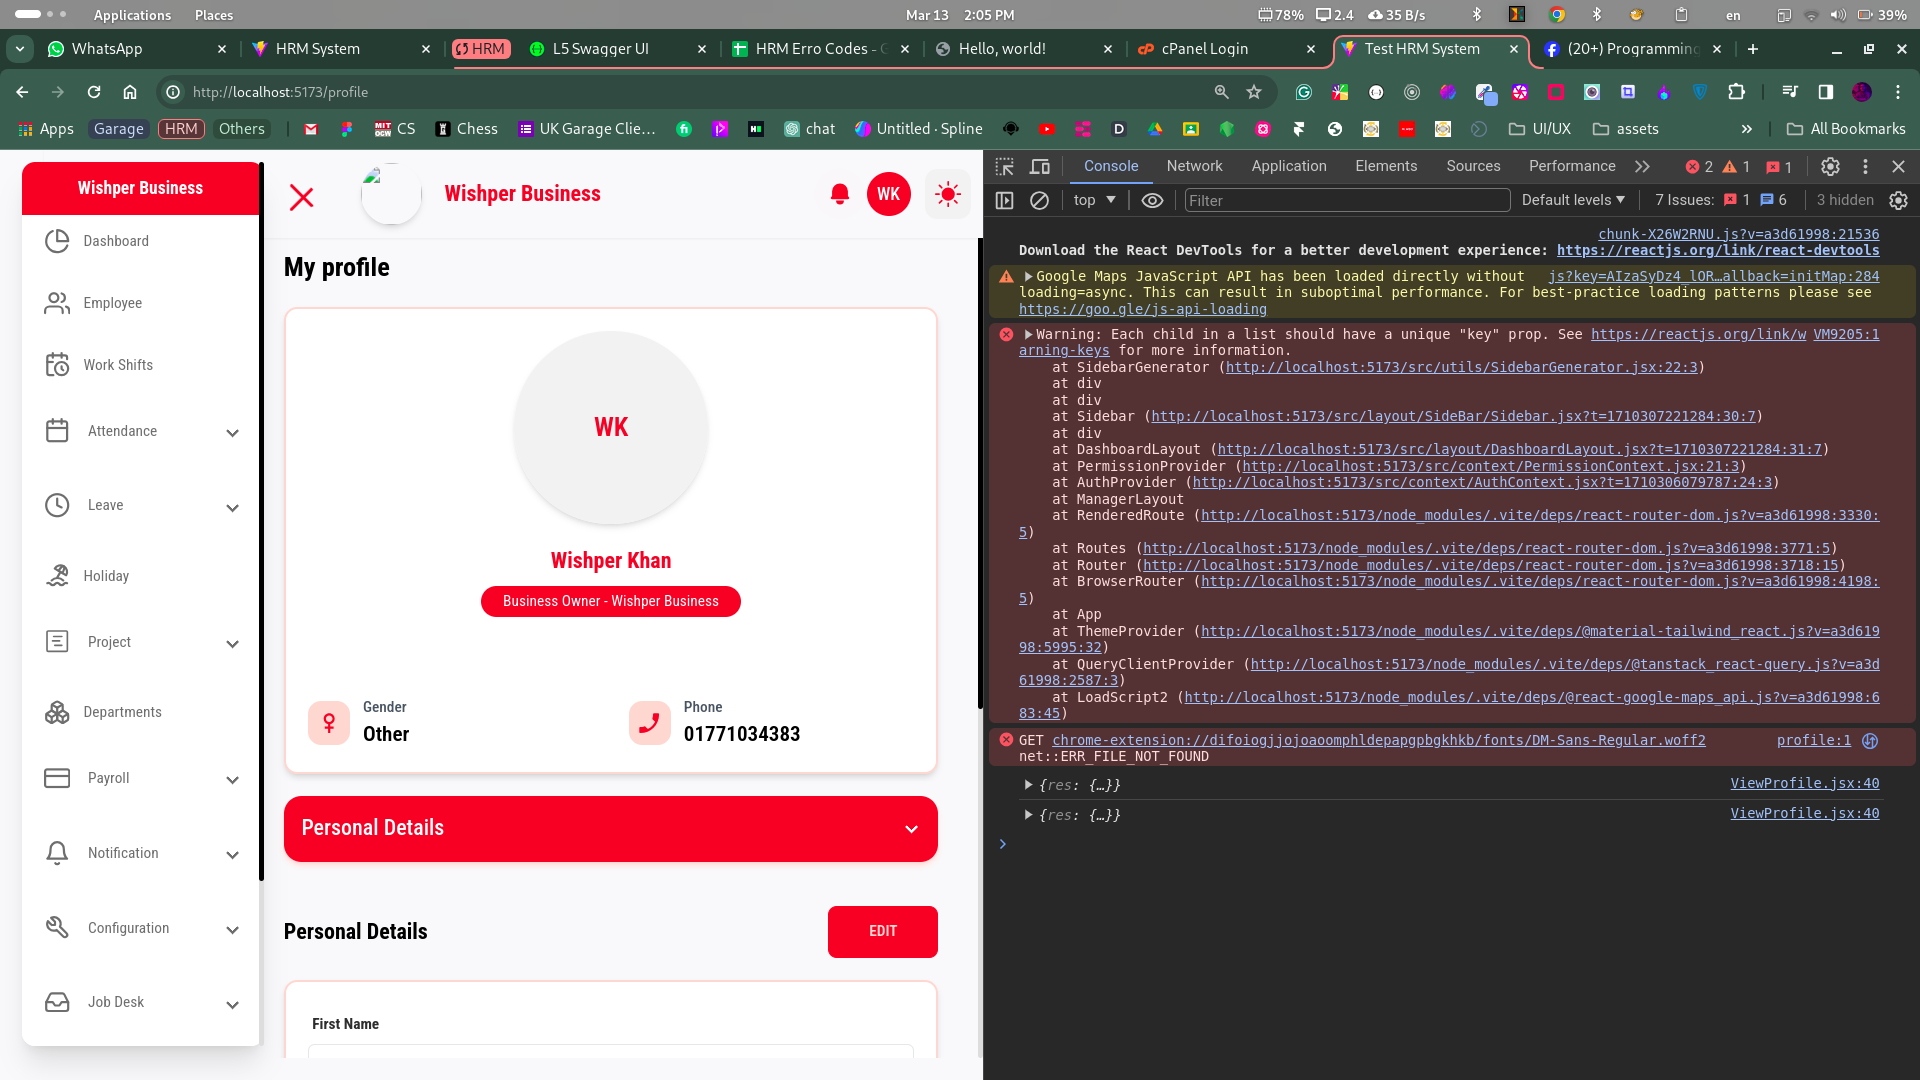 Applications Places
Mar 13 2:05 PM
78% 2.4 35 B/s
en 39%
WhatsApp
HRM System
HRM
L5 Swagger UI
HRM Erro Codes -
Hello, world!
cPanel Login
Test HRM System
(20+) Programming
http://localhost:5173/profile
Apps Garage HRM Others
MIT OCW CS Chess UK Garage Clie... chat Untitled · Spline UI/UX assets
All Bookmarks
Wishper Business
Dashboard
Employee
Work Shifts
Attendance
Leave
Holiday
Project
Departments
Payroll
Notification
Configuration
Job Desk
Wishper Business
WK
My profile
WK
Wishper Khan
Business Owner - Wishper Business
Gender
Other
Phone
01771034383
Personal Details
Personal Details
EDIT
First Name
Console Network Application Elements Sources Performance
2 1 1
top
Filter
Default levels
7 Issues: 1 6
3 hidden
chunk-X26W2RNU.js?v=a3d61998:21536
Download the React DevTools for a better development experience: https://reactjs.org/link/react-devtools
Google Maps JavaScript API has been loaded directly without js?key=AIzaSyDz4_lOR…allback=initMap:284
loading=async. This can result in suboptimal performance. For best-practice loading patterns please see
https://goo.gle/js-api-loading
Warning: Each child in a list should have a unique "key" prop. See https://reactjs.org/link/w VM9205:1
arning-keys for more information.
at SidebarGenerator (http://localhost:5173/src/utils/SidebarGenerator.jsx:22:3)
at div
at div
at Sidebar (http://localhost:5173/src/layout/SideBar/Sidebar.jsx?t=1710307221284:30:7)
at div
at DashboardLayout (http://localhost:5173/src/layout/DashboardLayout.jsx?t=1710307221284:31:7)
at PermissionProvider (http://localhost:5173/src/context/PermissionContext.jsx:21:3)
at AuthProvider (http://localhost:5173/src/context/AuthContext.jsx?t=1710306079787:24:3)
at ManagerLayout
at RenderedRoute (http://localhost:5173/node_modules/.vite/deps/react-router-dom.js?v=a3d61998:3330:
5)
at Routes (http://localhost:5173/node_modules/.vite/deps/react-router-dom.js?v=a3d61998:3771:5)
at Router (http://localhost:5173/node_modules/.vite/deps/react-router-dom.js?v=a3d61998:3718:15)
at BrowserRouter (http://localhost:5173/node_modules/.vite/deps/react-router-dom.js?v=a3d61998:4198:
5)
at App
at ThemeProvider (http://localhost:5173/node_modules/.vite/deps/@material-tailwind_react.js?v=a3d619
98:5995:32)
at QueryClientProvider (http://localhost:5173/node_modules/.vite/deps/@tanstack_react-query.js?v=a3d
61998:2587:3)
at LoadScript2 (http://localhost:5173/node_modules/.vite/deps/@react-google-maps_api.js?v=a3d61998:6
83:45)
GET chrome-extension://difoiogjjojoaoomphldepapgpbgkhkb/fonts/DM-Sans-Regular.woff2 profile:1
net::ERR_FILE_NOT_FOUND
{res: {…}} ViewProfile.jsx:40
{res: {…}} ViewProfile.jsx:40